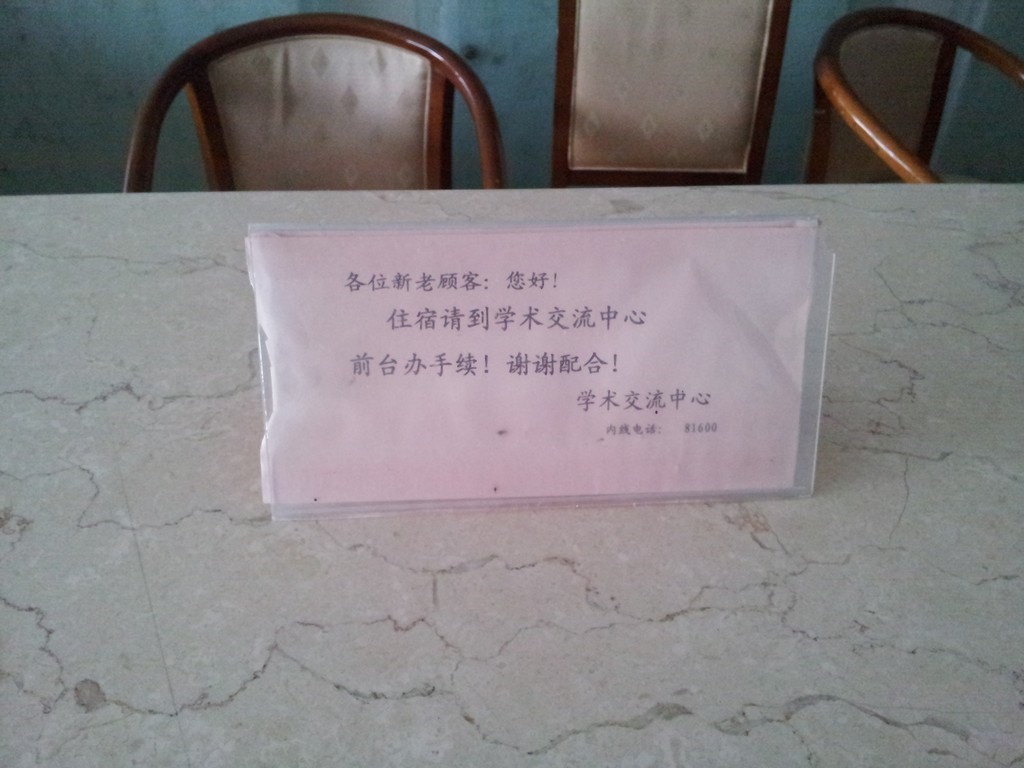 各位新老顾客：您好！
住宿请到学术交流中心
前台办手续！谢谢配合！
学术交流中心
内线电话： 81600